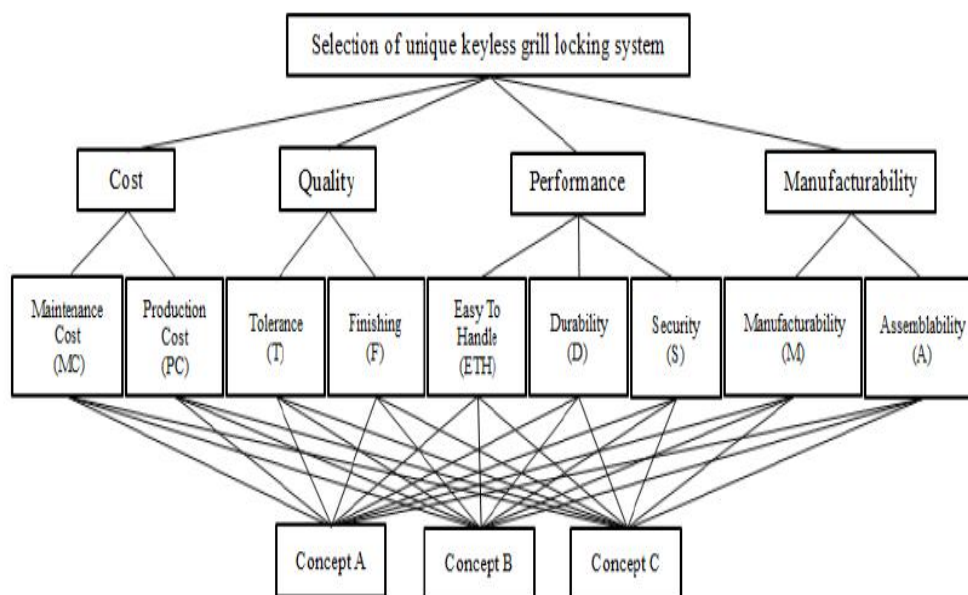 Selection of unique keyless grill locking system
Cost
Quality
Performance
Manufacturability
Maintenance
Cost
(MC)
Production
Cost
(PC)
Tolerance
(T)
Finishing
(F)
Easy To
Handle
(ETH)
Durability
(D)
Security
(S)
Manufacturability
(M)
Assemblability
(A)
Concept A
Concept B
Concept C